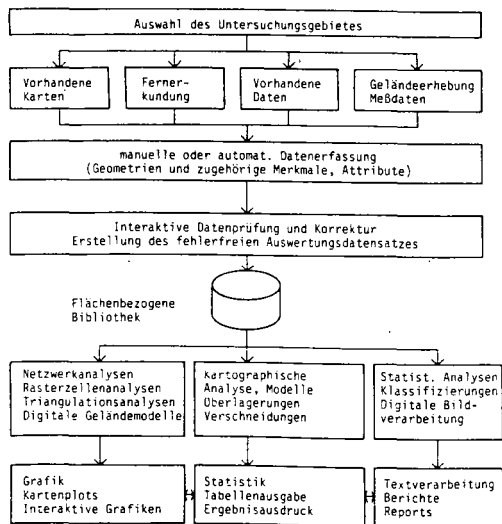 Auswahl des Untersuchungsgebietes
Vorhandene
Karten
Fernerkundung
Vorhandene
Daten
Geländeerhebung
Meßdaten
manuelle oder automat. Datenerfassung
(Geometrien und zugehörige Merkmale, Attribute)
Interaktive Datenprüfung und Korrektur
Erstellung des fehlerfreien Auswertungsdatensatzes
Flächenbezogene
Bibliothek
Netzwerkanalysen
Rasterzellenanalysen
Triangulationsanalysen
Digitale Geländemodelle
Kartographische
Analyse, Modelle
Überlagerungen
Verschneidungen
Statist. Analysen
Klassifizierungen
Digitale Bild-
verarbeitung
Grafik
Kartenplots
Interaktive Grafiken
Statistik
Tabellenausgabe
Ergebnisausdruck
Textverarbeitung
Berichte
Reports